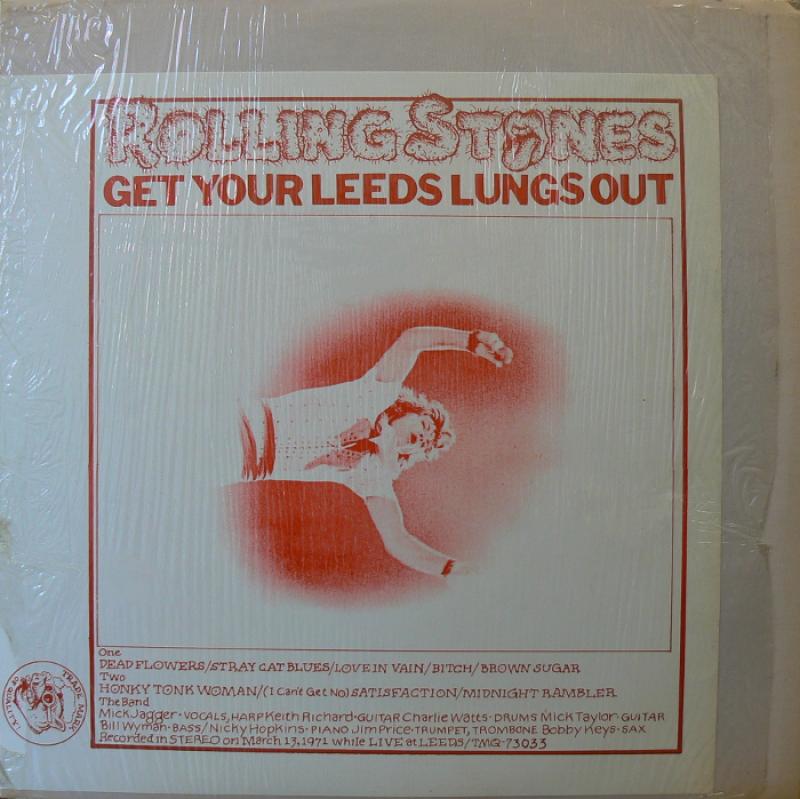 ROLLING STONES
GET YOUR LEEDS LUNGS OUT
One
DEAD FLOWERS/STRAY CAT BLUES/LOVE IN VAIN/BITCH/BROWN SUGAR
Two
HONKY TONK WOMAN/(I Can't Get No) SATISFACTION/MIDNIGHT RAMBLER
The Band
Mick Jagger · VOCALS, HARP Keith Richard · GUITAR Charlie Watts · DRUMS Mick Taylor · GUITAR
Bill Wyman · BASS/Nicky Hopkins · PIANO Jim Price · TRUMPET, TROMBONE Bobby Keys · SAX
Recorded in STEREO on March 13, 1971 while LIVE at LEEDS/TMQ-73033
TRADE MARK
OF QUALITY